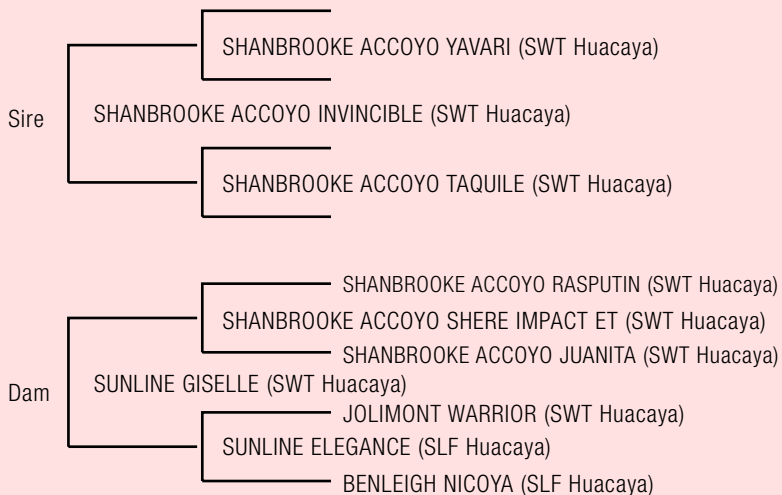 SHANBROOKE ACCOYO YAVARI (SWT Huacaya)
Sire
SHANBROOKE ACCOYO INVINCIBLE (SWT Huacaya)
SHANBROOKE ACCOYO TAQUILE (SWT Huacaya)
SHANBROOKE ACCOYO RASPUTIN (SWT Huacaya)
SHANBROOKE ACCOYO SHERE IMPACT ET (SWT Huacaya)
SHANBROOKE ACCOYO JUANITA (SWT Huacaya)
Dam
SUNLINE GISELLE (SWT Huacaya)
JOLIMONT WARRIOR (SWT Huacaya)
SUNLINE ELEGANCE (SLF Huacaya)
BENLEIGH NICOYA (SLF Huacaya)